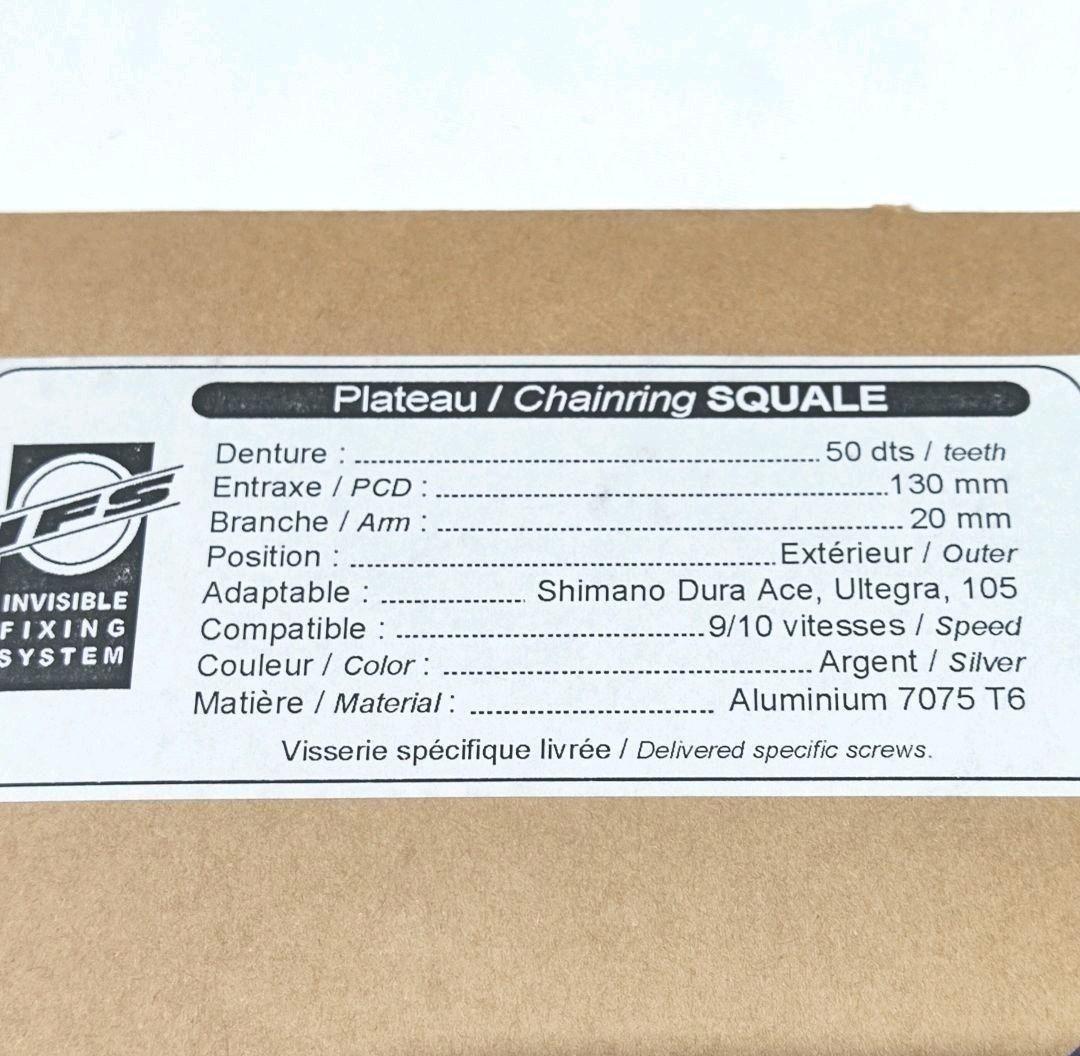 Plateau / Chainring SQUALE
Denture : ........ 50 dts / teeth
Entraxe / PCD : ........ 130 mm
Branche / Arm : ........ 20 mm
Position : ........ Extérieur / Outer
Adaptable : ........ Shimano Dura Ace, Ultegra, 105
Compatible : ........ 9/10 vitesses / Speed
Couleur / Color : ........ Argent / Silver
Matière / Material : ........ Aluminium 7075 T6
Visserie spécifique livrée / Delivered specific screws.
IFS
INVISIBLE
FIXING
SYSTEM